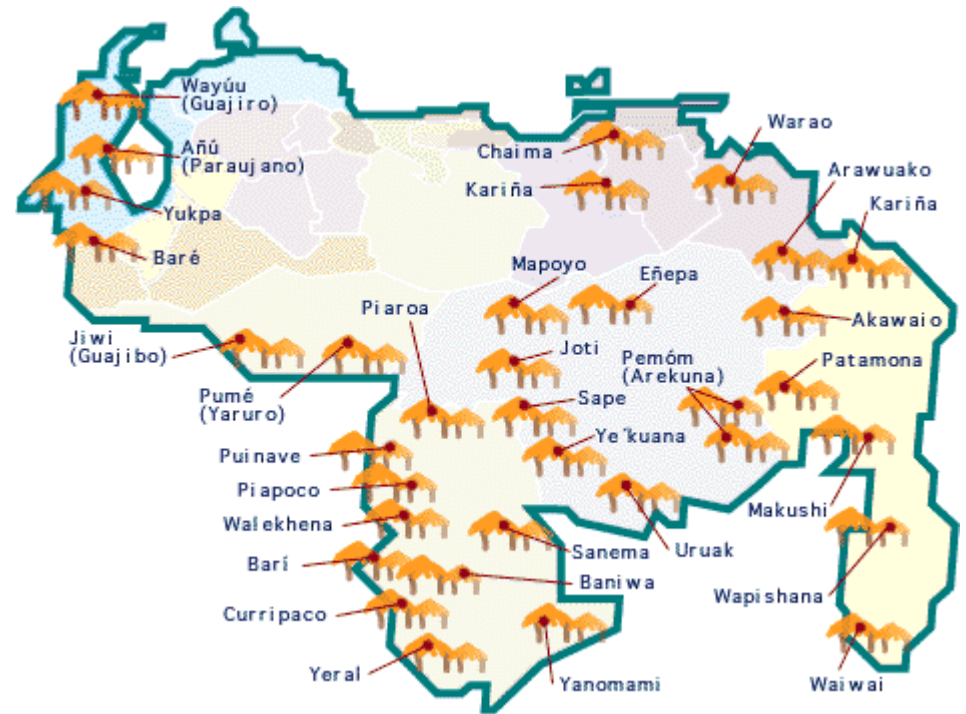 Wayúu
(Guajiro)
Añú
(Paraujano)
Yukpa
Baré
Jiwi
(Guajibo)
Pumé
(Yaruro)
Piaroa
Chaima
Kariña
Warao
Arawuako
Kariña
Mapoyo
Eñepa
Akawaio
Joti
Pemóm
(Arekuna)
Patamona
Sape
Ye´kuana
Puinave
Piapoco
Walekhena
Barí
Curripaco
Yeral
Sanema
Uruak
Baniwa
Yanomami
Makushi
Wapishana
Waiwai